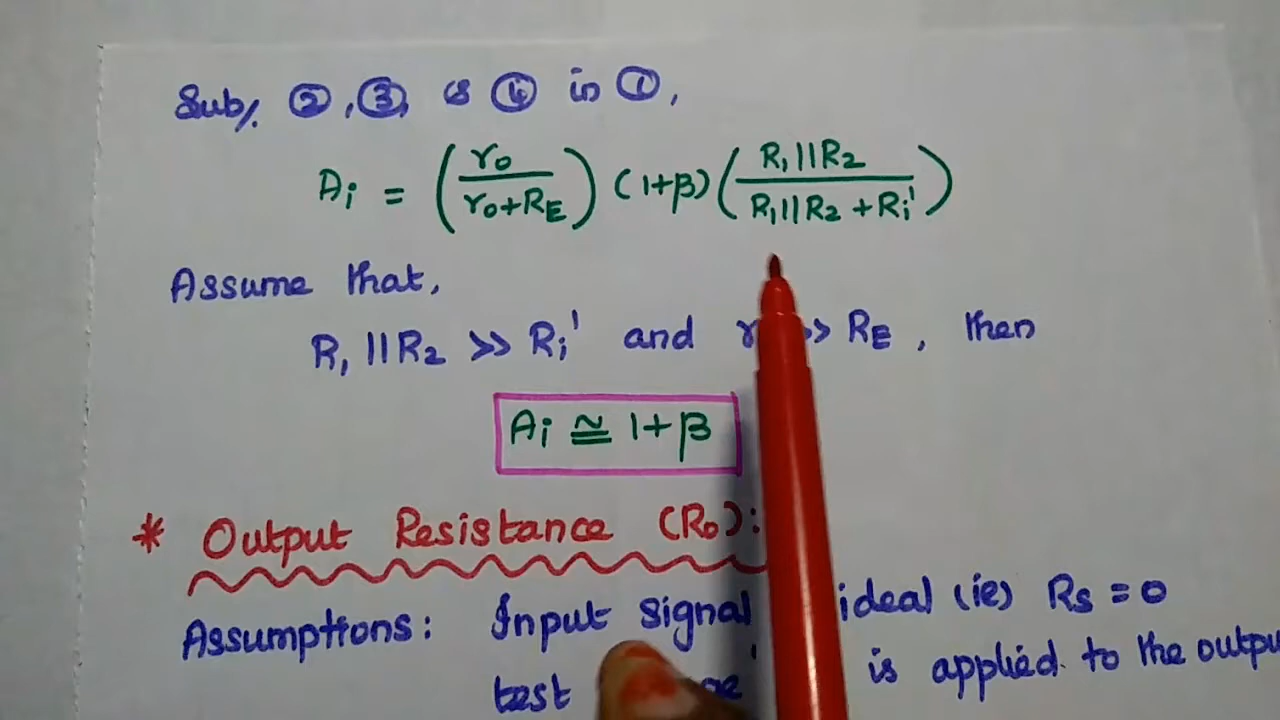 Sub/. ②, ③, & ④ in ①,
Ai = (ro / ro+RE) (1+β) (R1||R2 / R1||R2 + Ri')
Assume that,
R1||R2 >> Ri' and >> RE, then
Ai ≅ 1+β
* Output Resistance (Ro):
Assumptions: Input signal ideal (ie) Rs = 0
test is applied to the output